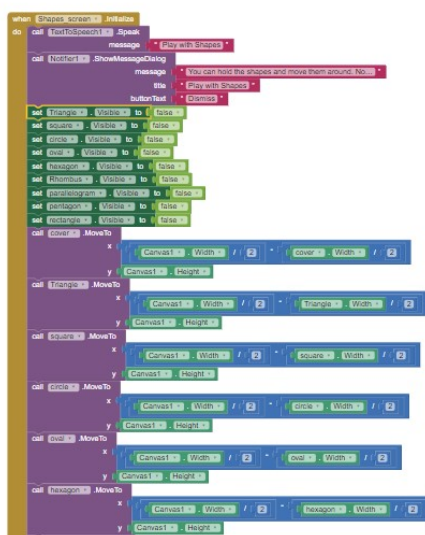 when Shapes_screen .Initialize
do call TextToSpeech1 .Speak
message " Play with Shapes "
call Notifier1 .ShowMessageDialog
message " You can hold the shapes and move them around. No... "
title " Play with Shapes "
buttonText " Dismiss "
set Triangle . Visible to false
set square . Visible to false
set circle . Visible to false
set oval . Visible to false
set hexagon . Visible to false
set Rhombus . Visible to false
set parallelogram . Visible to false
set pentagon . Visible to false
set rectangle . Visible to false
call cover .MoveTo
x Canvas1 . Width / 2 - cover . Width / 2
y Canvas1 . Height
call Triangle .MoveTo
x Canvas1 . Width / 2 - Triangle . Width / 2
y Canvas1 . Height
call square .MoveTo
x Canvas1 . Width / 2 - square . Width / 2
y Canvas1 . Height
call circle .MoveTo
x Canvas1 . Width / 2 - circle . Width / 2
y Canvas1 . Height
call oval .MoveTo
x Canvas1 . Width / 2 - oval . Width / 2
y Canvas1 . Height
call hexagon .MoveTo
x Canvas1 . Width / 2 - hexagon . Width / 2
y Canvas1 . Height